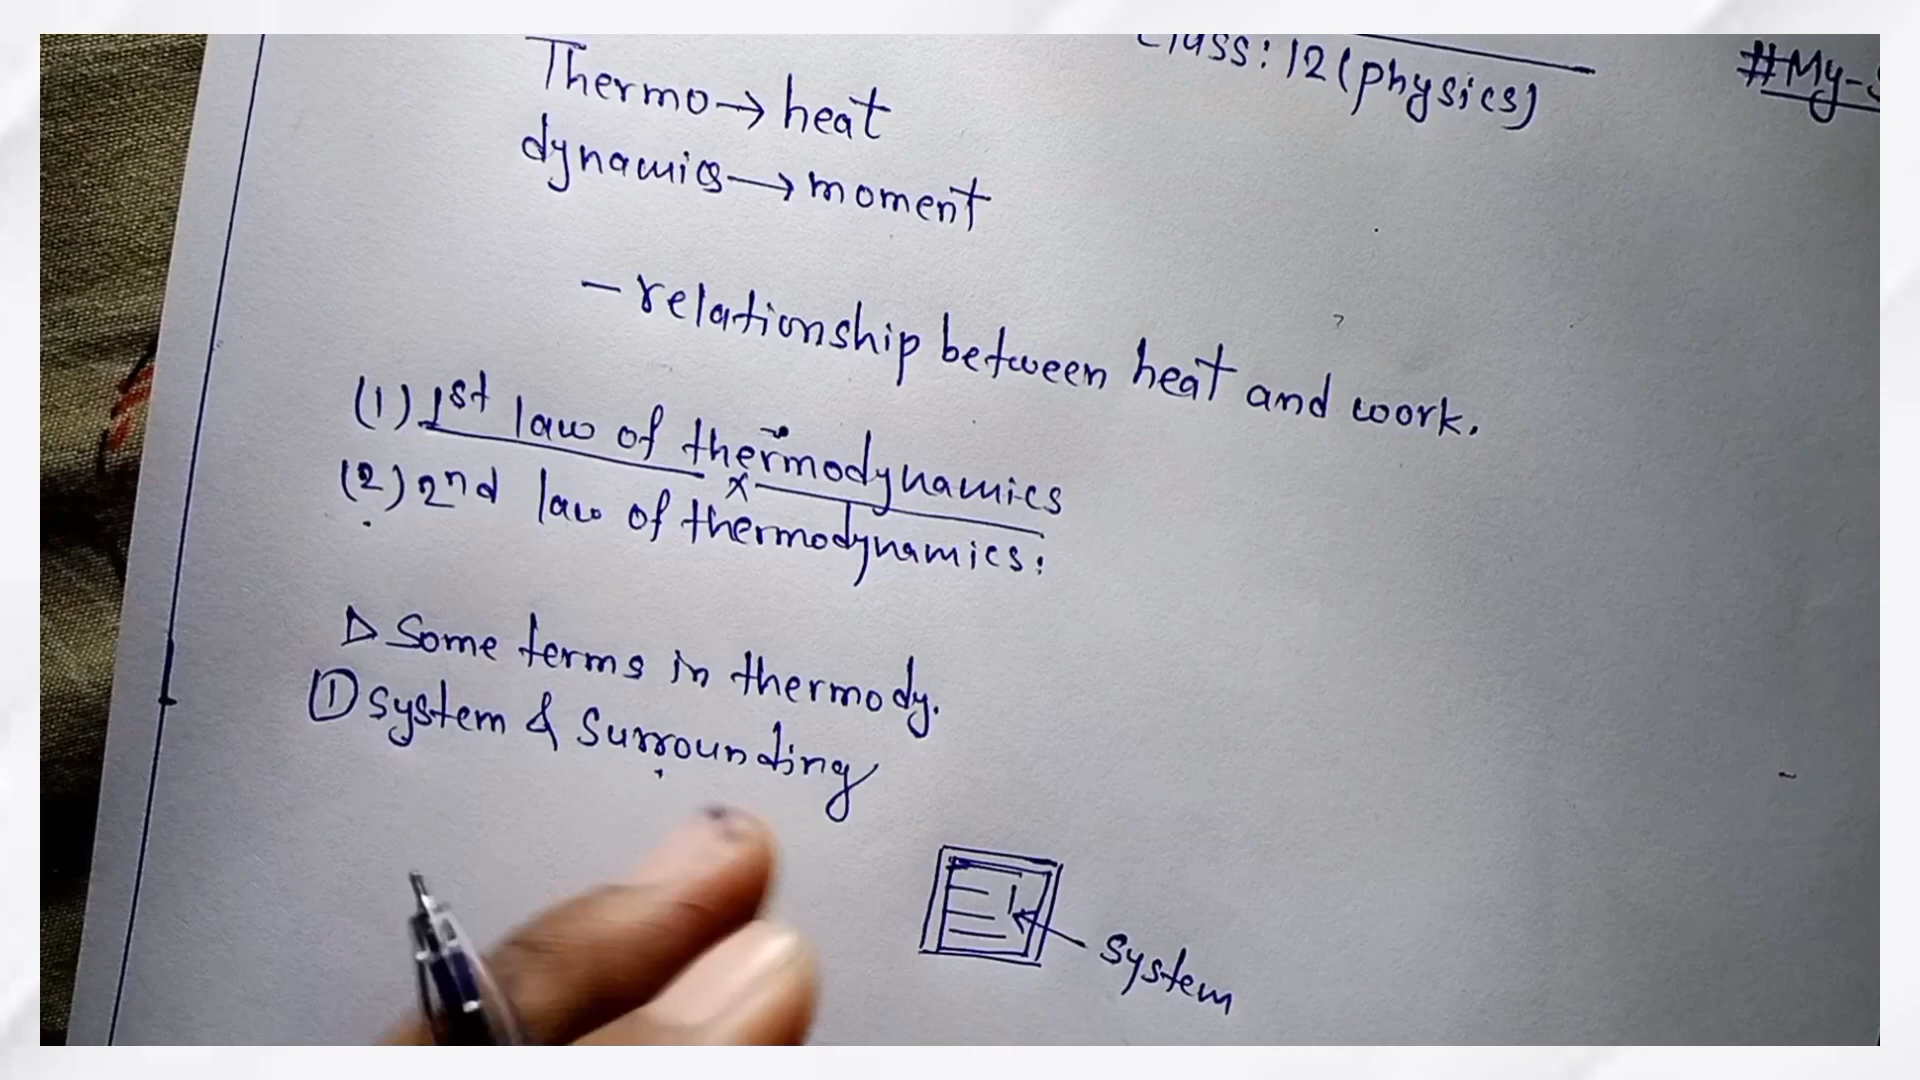 Class: 12 (physics)
#My-
Thermo → heat
dynamics → moment
- relationship between heat and work.
(1) 1st law of thermodynamics
(2) 2nd law of thermodynamics:
▷ Some terms in thermody.
① system & surrounding
system